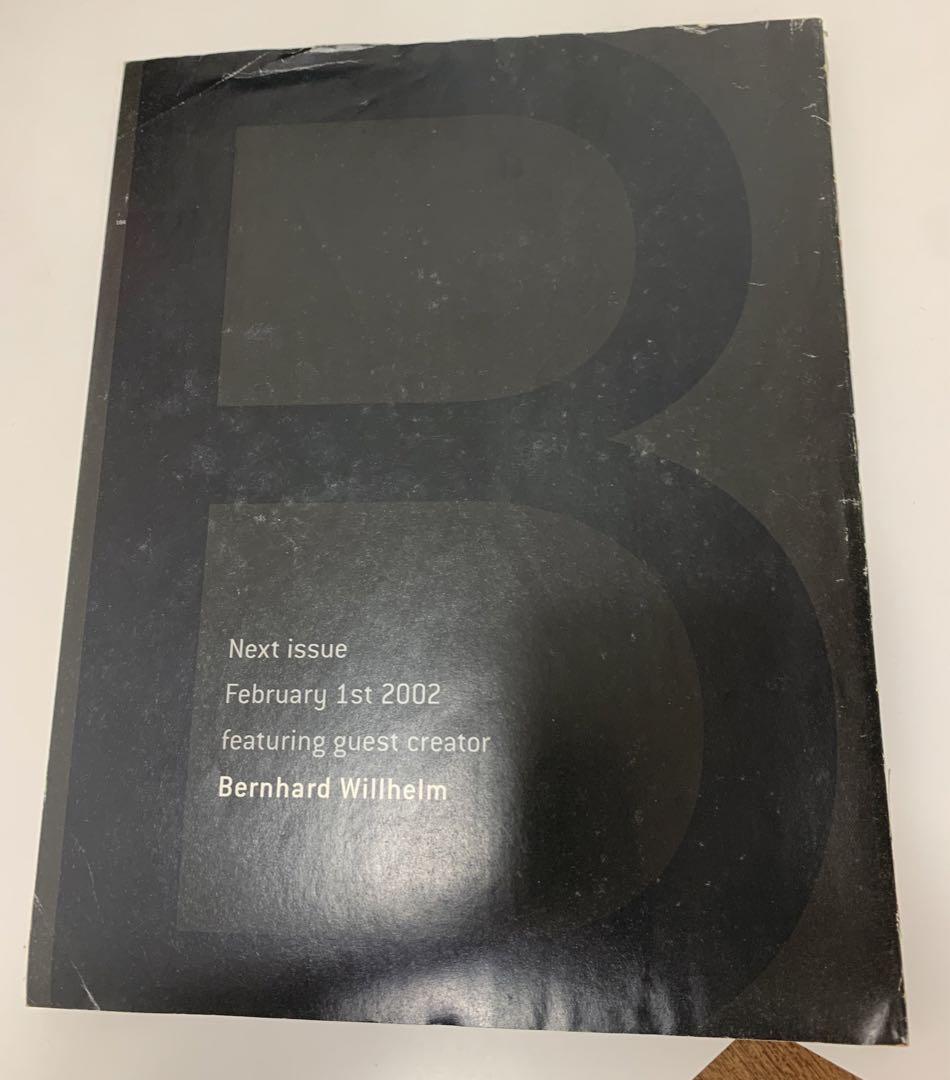 B
Next issue
February 1st 2002
featuring guest creator
Bernhard Willhelm